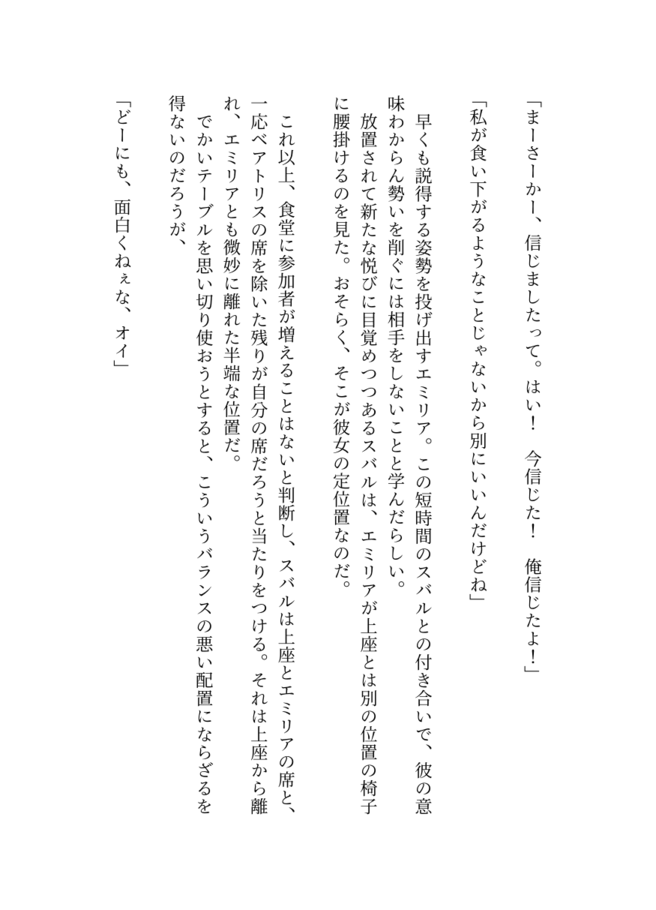 「まーさーかー、信じましたって。はい！　今信じた！　俺信じたよ！」
「私が食い下がるようなことじゃないから別にいいんだけどね」
　早くも説得する姿勢を投げ出すエミリア。この短時間のスバルとの付き合いで、彼の意
味わからん勢いを削ぐには相手をしないことと学んだらしい。
　放置されて新たな悦びに目覚めつつあるスバルは、エミリアが上座とは別の位置の椅子
に腰掛けるのを見た。おそらく、そこが彼女の定位置なのだ。
　これ以上、食堂に参加者が増えることはないと判断し、スバルは上座とエミリアの席と、
一応ベアトリスの席を除いた残りが自分の席だろうと当たりをつける。それは上座から離
れ、エミリアとも微妙に離れた半端な位置だ。
　でかいテーブルを思い切り使おうとすると、こういうバランスの悪い配置にならざるを
得ないのだろうが、
「どーにも、面白くねぇな、オイ」